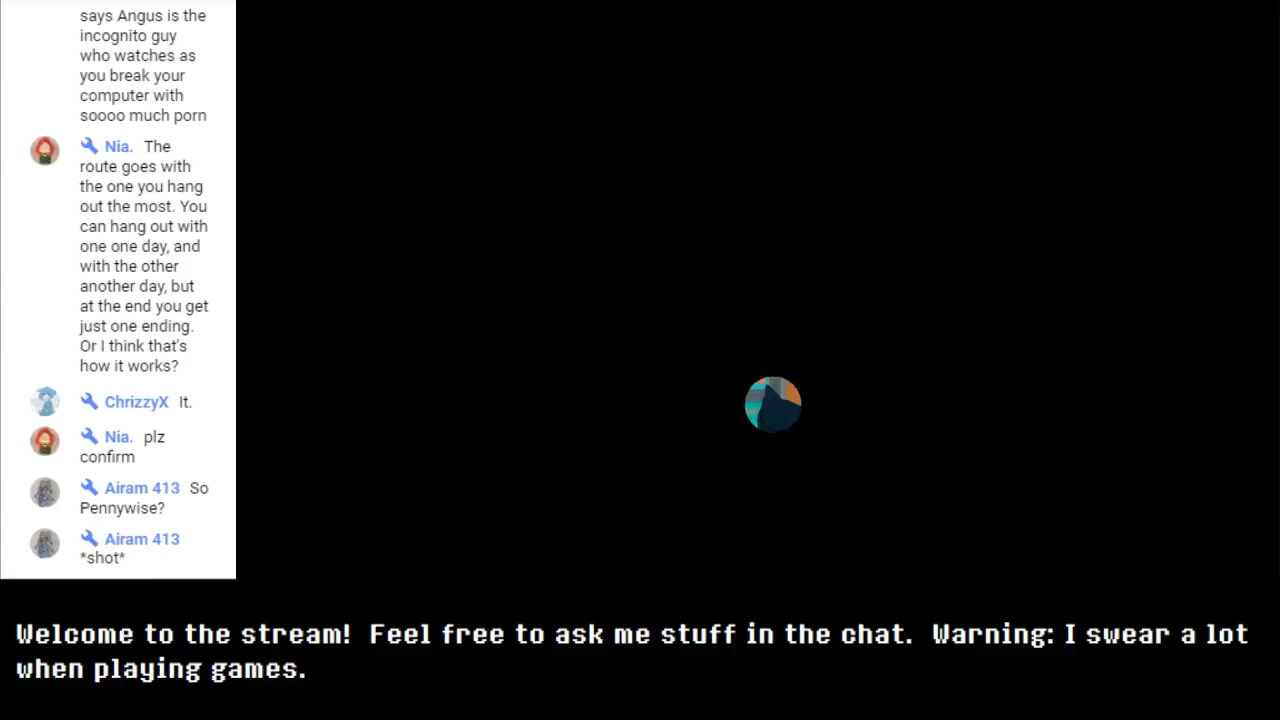 says Angus is the
incognito guy
who watches as
you break your
computer with
soooo much porn
Nia. The
route goes with
the one you hang
out the most. You
can hang out with
one one day, and
with the other
another day, but
at the end you get
just one ending.
Or I think that's
how it works?
ChrizzyX It.
Nia. plz
confirm
Airam 413 So
Pennywise?
Airam 413
*shot*
Welcome to the stream! Feel free to ask me stuff in the chat. Warning: I swear a lot
when playing games.